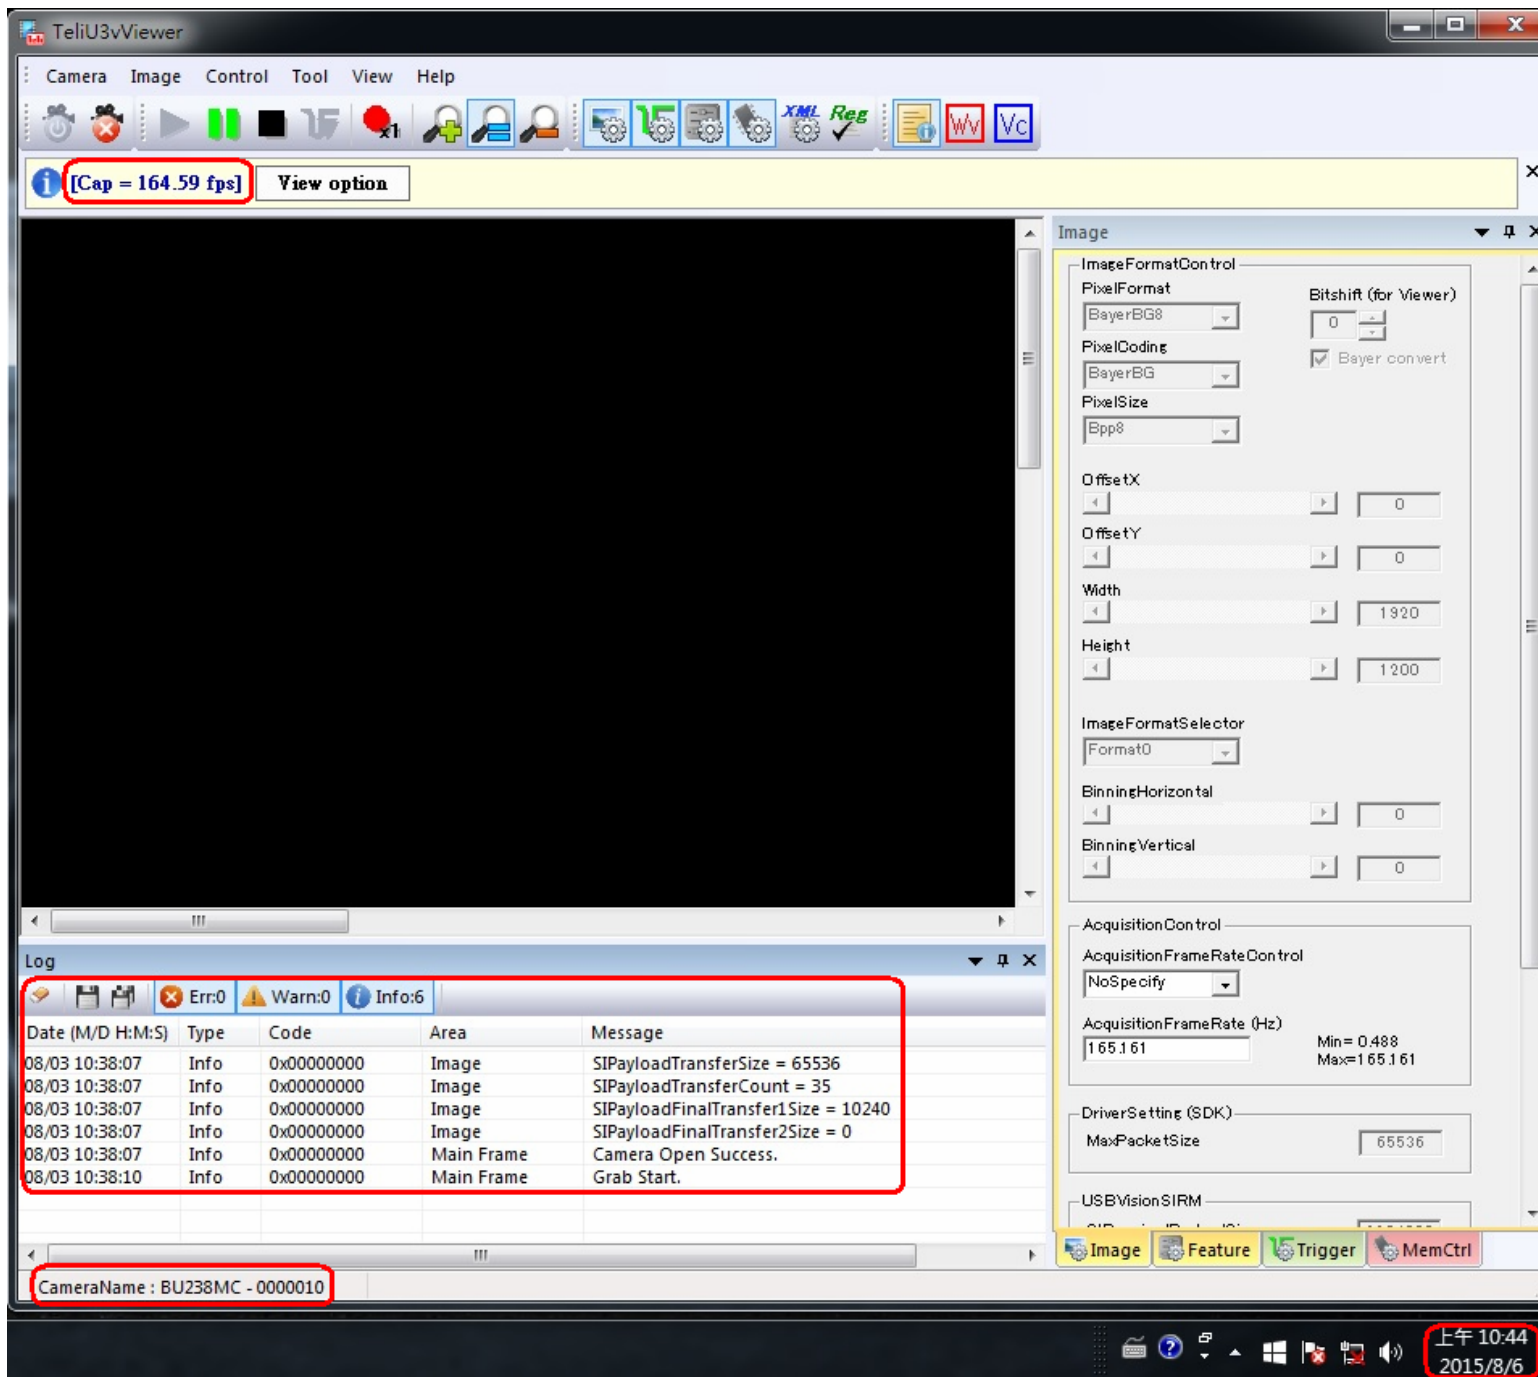 TeliU3vViewer
Camera Image Control Tool View Help
x1 XML Reg Wv Vc
[Cap = 164.59 fps] View option
Image
ImageFormatControl
PixelFormat
Bitshift (for Viewer)
BayerBG8
0
PixelCoding
Bayer convert
BayerBG
PixelSize
Bpp8
OffsetX
0
OffsetY
0
Width
1920
Height
1200
ImageFormatSelector
Format0
BinningHorizontal
0
BinningVertical
0
AcquisitionControl
AcquisitionFrameRateControl
NoSpecify
AcquisitionFrameRate (Hz)
165.161
Min= 0.488
Max=165.161
DriverSetting (SDK)
MaxPacketSize 65536
USBVisionSIRM
Image Feature Trigger MemCtrl
Log
Err:0 Warn:0 Info:6
Date (M/D H:M:S) Type Code Area Message
08/03 10:38:07 Info 0x00000000 Image SIPayloadTransferSize = 65536
08/03 10:38:07 Info 0x00000000 Image SIPayloadTransferCount = 35
08/03 10:38:07 Info 0x00000000 Image SIPayloadFinalTransfer1Size = 10240
08/03 10:38:07 Info 0x00000000 Image SIPayloadFinalTransfer2Size = 0
08/03 10:38:07 Info 0x00000000 Main Frame Camera Open Success.
08/03 10:38:10 Info 0x00000000 Main Frame Grab Start.
CameraName : BU238MC - 0000010
上午 10:44
2015/8/6